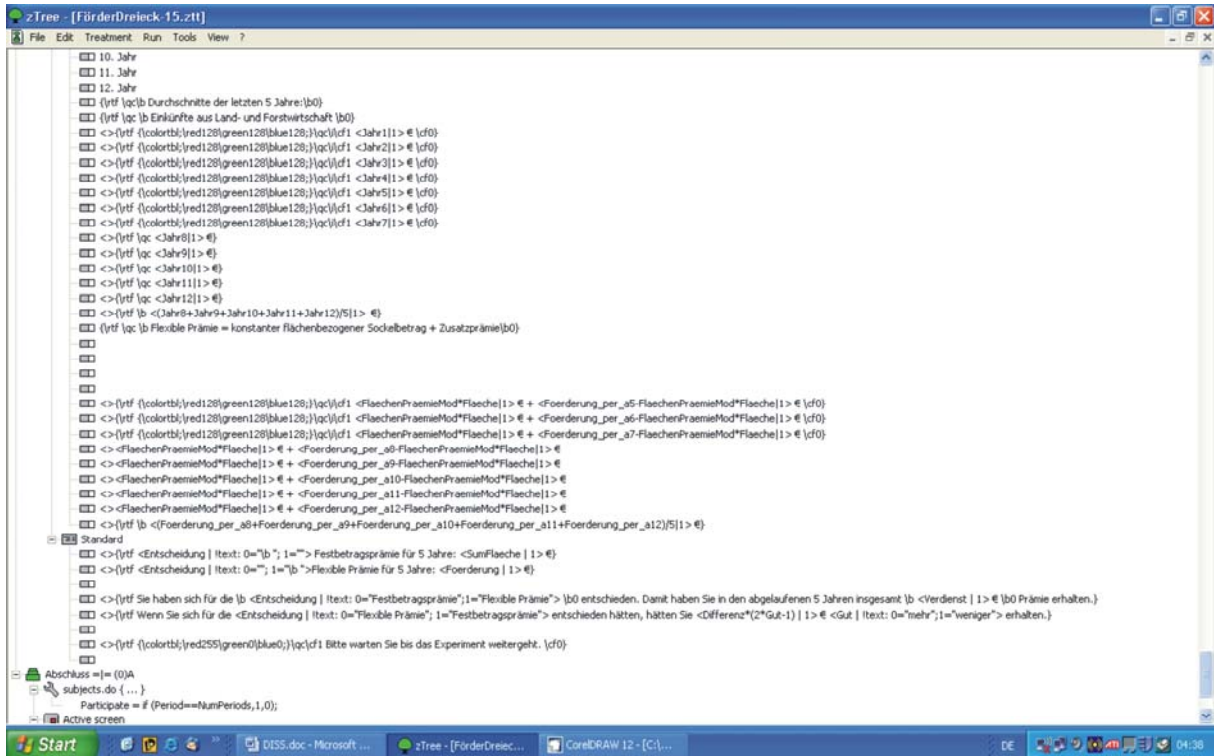 zTree - [FörderDreieck-15.ztt]
File Edit Treatment Run Tools View ?
10. Jahr
11. Jahr
12. Jahr
{\rtf \qc\b Durchschnitte der letzten 5 Jahre:\b0}
{\rtf \qc \b Einkünfte aus Land- und Forstwirtschaft \b0}
<>{\rtf {\colortbl;\red128\green128\blue128;}\qc\i\cf1 <Jahr1|1> € \cf0}
<>{\rtf {\colortbl;\red128\green128\blue128;}\qc\i\cf1 <Jahr2|1> € \cf0}
<>{\rtf {\colortbl;\red128\green128\blue128;}\qc\i\cf1 <Jahr3|1> € \cf0}
<>{\rtf {\colortbl;\red128\green128\blue128;}\qc\i\cf1 <Jahr4|1> € \cf0}
<>{\rtf {\colortbl;\red128\green128\blue128;}\qc\i\cf1 <Jahr5|1> € \cf0}
<>{\rtf {\colortbl;\red128\green128\blue128;}\qc\i\cf1 <Jahr6|1> € \cf0}
<>{\rtf {\colortbl;\red128\green128\blue128;}\qc\i\cf1 <Jahr7|1> € \cf0}
<>{\rtf \qc <Jahr8|1> €}
<>{\rtf \qc <Jahr9|1> €}
<>{\rtf \qc <Jahr10|1> €}
<>{\rtf \qc <Jahr11|1> €}
<>{\rtf \qc <Jahr12|1> €}
<>{\rtf \b <(Jahr8+Jahr9+Jahr10+Jahr11+Jahr12)/5|1> €}
{\rtf \qc \b Flexible Prämie = konstanter flächenbezogener Sockelbetrag + Zusatzprämie\b0}
<>{\rtf {\colortbl;\red128\green128\blue128;}\qc\i\cf1 <FlaechenPraemieMod*Flaeche|1> € + <Foerderung_per_a5-FlaechenPraemieMod*Flaeche|1> € \cf0}
<>{\rtf {\colortbl;\red128\green128\blue128;}\qc\i\cf1 <FlaechenPraemieMod*Flaeche|1> € + <Foerderung_per_a6-FlaechenPraemieMod*Flaeche|1> € \cf0}
<>{\rtf {\colortbl;\red128\green128\blue128;}\qc\i\cf1 <FlaechenPraemieMod*Flaeche|1> € + <Foerderung_per_a7-FlaechenPraemieMod*Flaeche|1> € \cf0}
<><FlaechenPraemieMod*Flaeche|1> € + <Foerderung_per_a8-FlaechenPraemieMod*Flaeche|1> €
<><FlaechenPraemieMod*Flaeche|1> € + <Foerderung_per_a9-FlaechenPraemieMod*Flaeche|1> €
<><FlaechenPraemieMod*Flaeche|1> € + <Foerderung_per_a10-FlaechenPraemieMod*Flaeche|1> €
<><FlaechenPraemieMod*Flaeche|1> € + <Foerderung_per_a11-FlaechenPraemieMod*Flaeche|1> €
<><FlaechenPraemieMod*Flaeche|1> € + <Foerderung_per_a12-FlaechenPraemieMod*Flaeche|1> €
<>{\rtf \b <(Foerderung_per_a8+Foerderung_per_a9+Foerderung_per_a10+Foerderung_per_a11+Foerderung_per_a12)/5|1> €}
Standard
<>{\rtf <Entscheidung | !text: 0="\b "; 1=""> Festbetragsprämie für 5 Jahre: <SumFlaeche | 1> €}
<>{\rtf <Entscheidung | !text: 0=""; 1="\b ">Flexible Prämie für 5 Jahre: <Foerderung | 1> €}
<>{\rtf Sie haben sich für die \b <Entscheidung | !text: 0="Festbetragsprämie";1="Flexible Prämie"> \b0 entschieden. Damit haben Sie in den abgelaufenen 5 Jahren insgesamt \b <Verdienst | 1> € \b0 Prämie erhalten.}
<>{\rtf Wenn Sie sich für die <Entscheidung | !text: 0="Flexible Prämie"; 1="Festbetragsprämie"> entschieden hätten, hätten Sie <Differenz*(2*Gut-1) | 1> € <Gut | !text: 0="mehr";1="weniger"> erhalten.}
<>{\rtf {\colortbl;\red255\green0\blue0;}\qc\cf1 Bitte warten Sie bis das Experiment weitergeht. \cf0}
Abschluss =|= (0)A
subjects.do { ... }
Participate = if (Period==NumPeriods,1,0);
Active screen
Start DISS.doc - Microsoft ... zTree - [FörderDreiec... CorelDRAW 12 - [C:\... DE 04:38